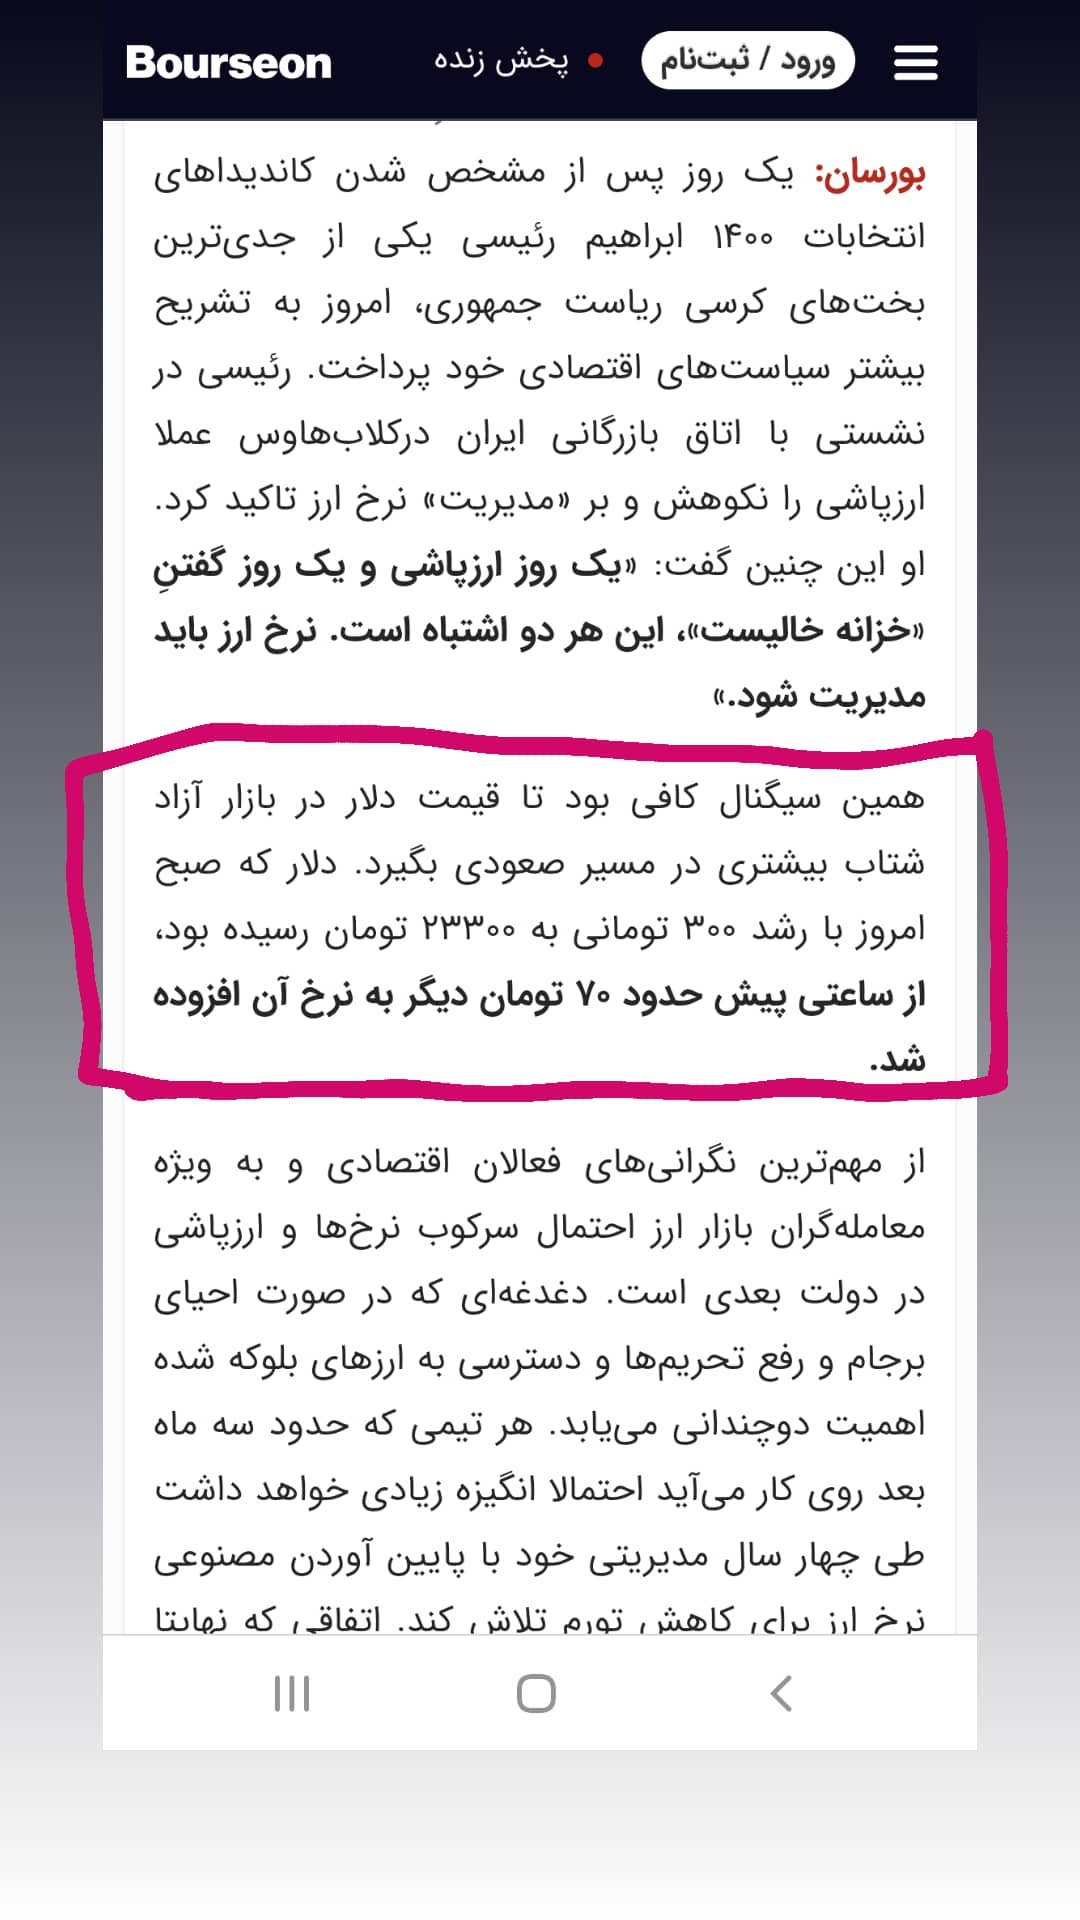 Bourseon
پخش زنده
ورود / ثبت‌نام
بورسان: یک روز پس از مشخص شدن کاندیداهای
انتخابات ۱۴۰۰ ابراهیم رئیسی یکی از جدی‌ترین
بخت‌های کرسی ریاست جمهوری، امروز به تشریح
بیشتر سیاست‌های اقتصادی خود پرداخت. رئیسی در
نشستی با اتاق بازرگانی ایران درکلاب‌هاوس عملا
ارزپاشی را نکوهش و بر «مدیریت» نرخ ارز تاکید کرد.
او این چنین گفت: «یک روز ارزپاشی و یک روز گفتنِ
«خزانه خالیست»، این هر دو اشتباه است. نرخ ارز باید
مدیریت شود.»
همین سیگنال کافی بود تا قیمت دلار در بازار آزاد
شتاب بیشتری در مسیر صعودی بگیرد. دلار که صبح
امروز با رشد ۳۰۰ تومانی به ۲۳۳۰۰ تومان رسیده بود،
از ساعتی پیش حدود ۷۰ تومان دیگر به نرخ آن افزوده
شد.
از مهم‌ترین نگرانی‌های فعالان اقتصادی و به ویژه
معامله‌گران بازار ارز احتمال سرکوب نرخ‌ها و ارزپاشی
در دولت بعدی است. دغدغه‌ای که در صورت احیای
برجام و رفع تحریم‌ها و دسترسی به ارزهای بلوکه شده
اهمیت دوچندانی می‌یابد. هر تیمی که حدود سه ماه
بعد روی کار می‌آید احتمالا انگیزه زیادی خواهد داشت
طی چهار سال مدیریتی خود با پایین آوردن مصنوعی
نرخ ارز برای کاهش تورم تلاش کند. اتفاقی که نهایتا